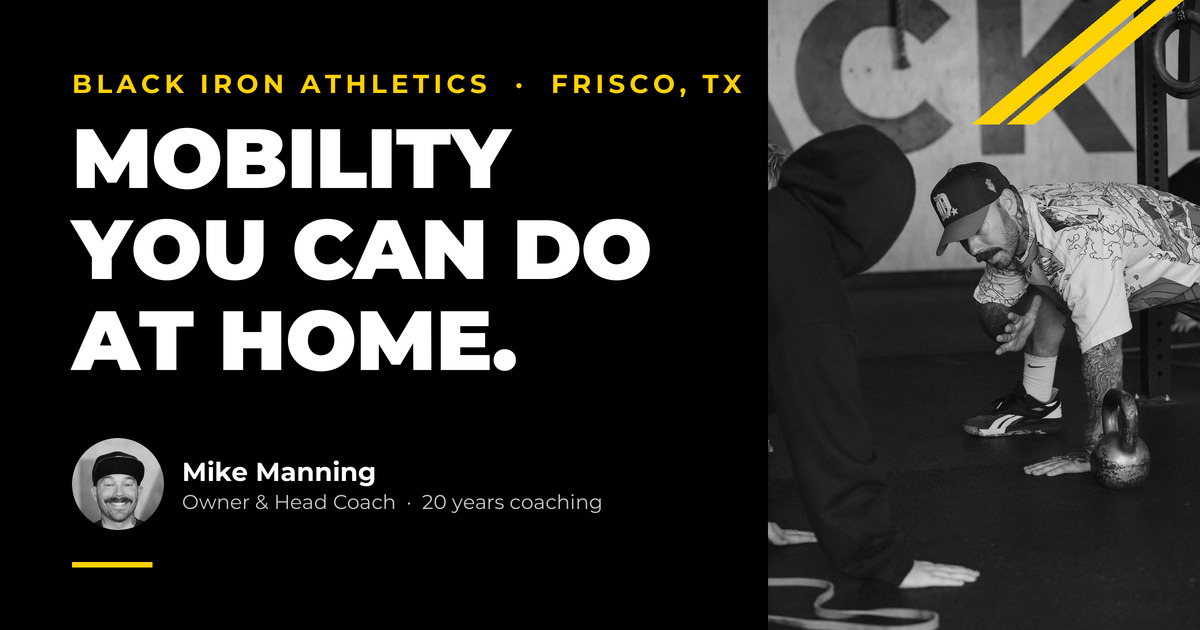 BLACK IRON ATHLETICS · FRISCO, TX
MOBILITY
YOU CAN DO
AT HOME.
Mike Manning
Owner & Head Coach · 20 years coaching
ACK